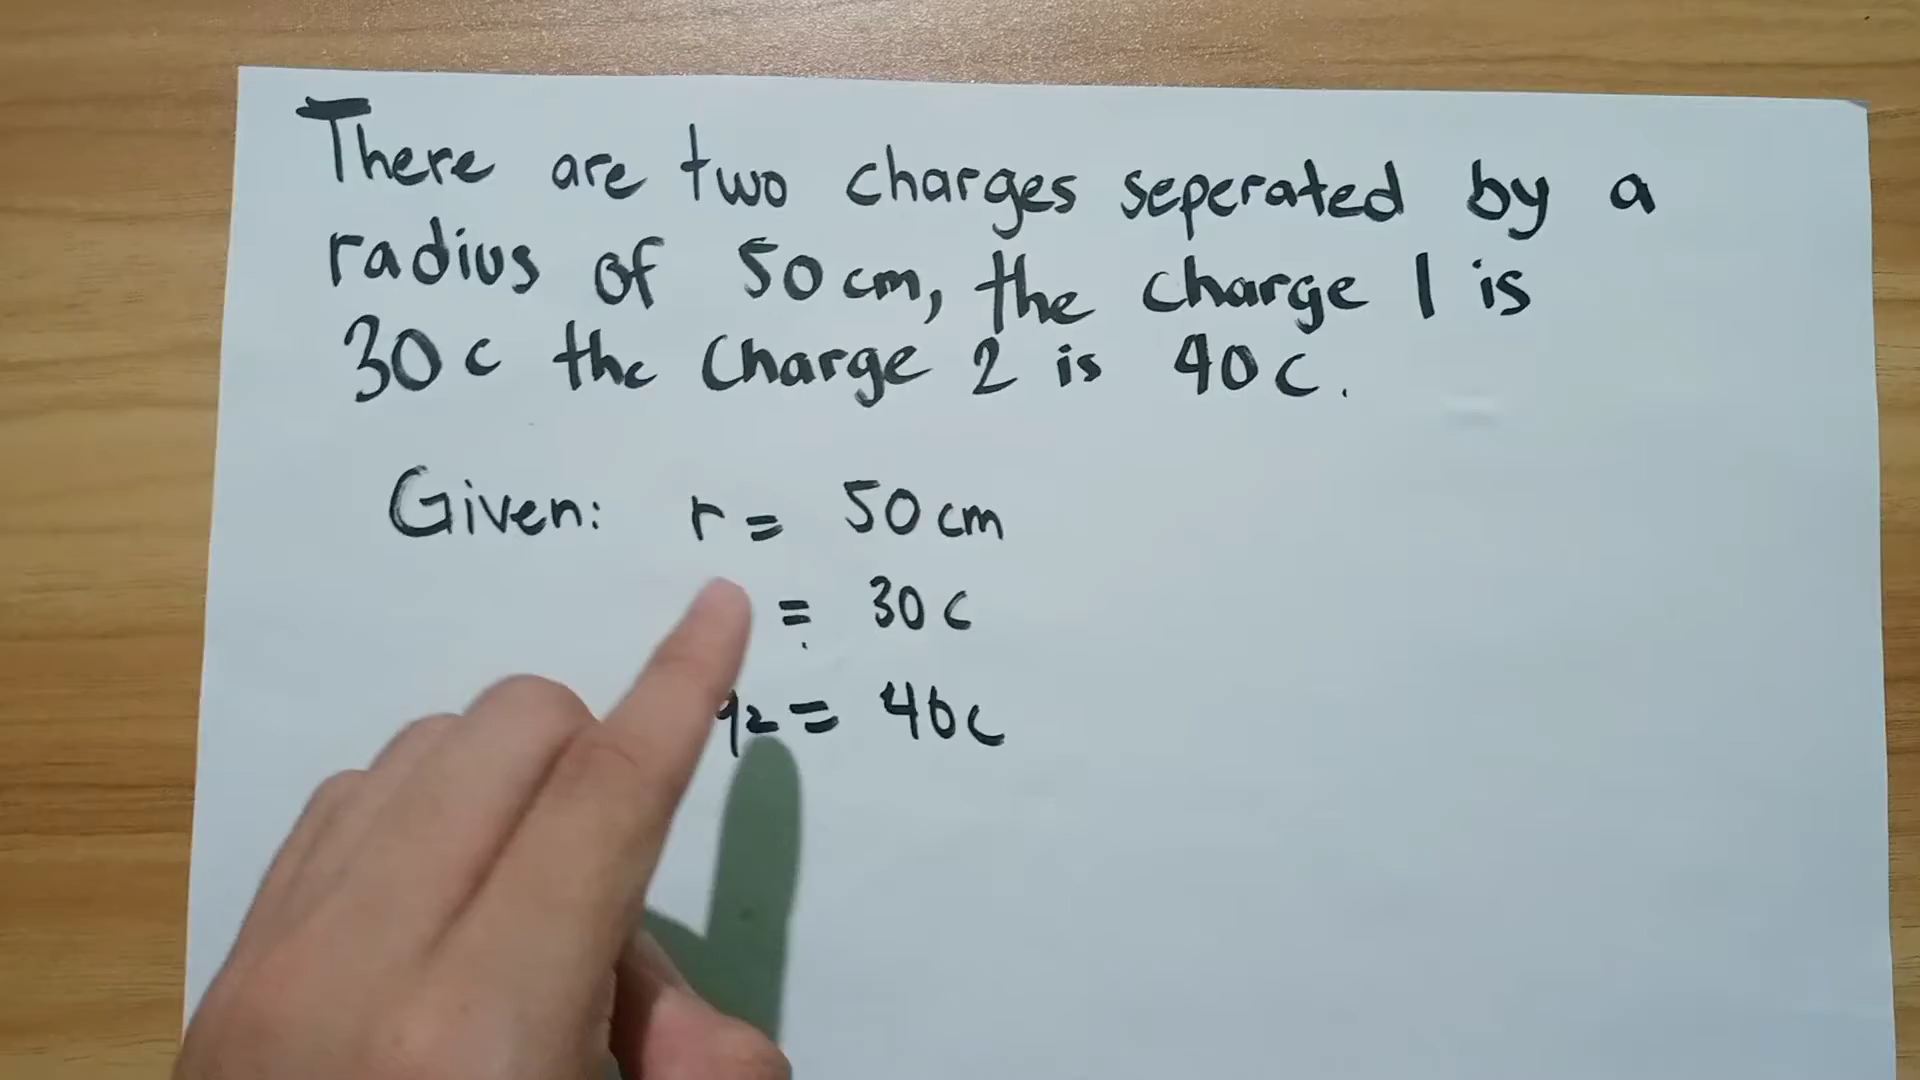 There are two charges seperated by a
radius of 50 cm, the charge 1 is
30 c the Charge 2 is 40 C.
Given: r = 50 cm
= 30 c
q2 = 40 c